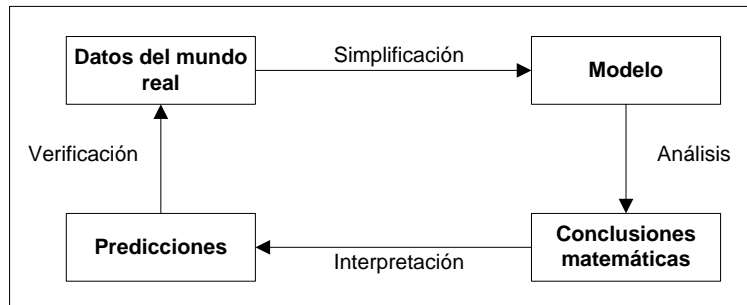 Datos del mundo
real
Simplificación
Modelo
Verificación
Análisis
Predicciones
Interpretación
Conclusiones
matemáticas